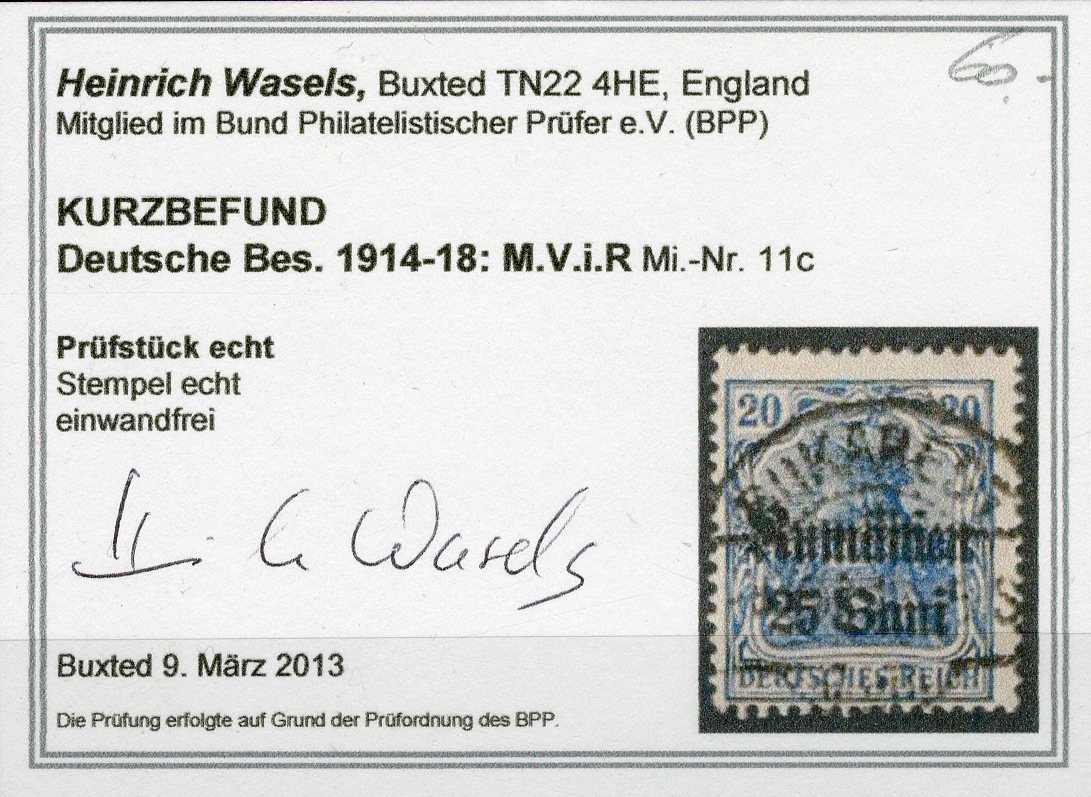 60.-
Heinrich Wasels, Buxted TN22 4HE, England
Mitglied im Bund Philatelistischer Prüfer e.V. (BPP)
KURZBEFUND
Deutsche Bes. 1914-18: M.V.i.R Mi.-Nr. 11c
Prüfstück echt
Stempel echt
einwandfrei
20 20
BUKAREST
Rumänien
25 Bani
DEUTSCHES REICH
H. G. Wasels
Buxted 9. März 2013
Die Prüfung erfolgte auf Grund der Prüfordnung des BPP.